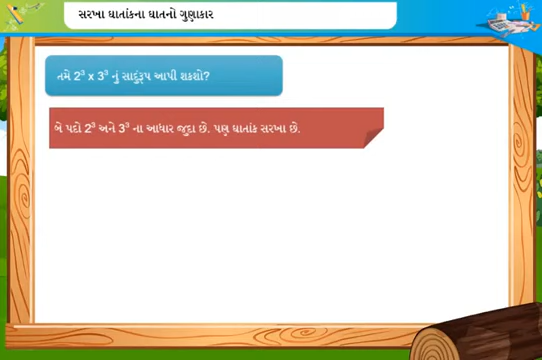 સરખા ઘાતાંકના ઘાતનો ગુણાકાર
તમે 2³ x 3³ નું સાદુંરૂપ આપી શકશો?
બે પદો 2³ અને 3³ ના આધાર જુદા છે. પણ ઘાતાંક સરખા છે.